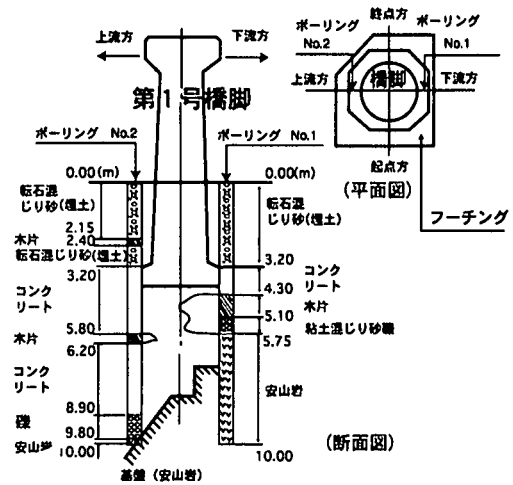 上流方
下流方
第1号橋脚
ボーリング No.2
ボーリング No.1
0.00(m)
転石混
じり砂(埋土)
2.15
木片
2.40
転石混じり砂(埋土)
3.20
コンク
リート
5.80
木片
6.20
コンク
リート
8.90
礫
9.80
安山岩
10.00
基盤(安山岩)
0.00(m)
転石混
じり砂(埋土)
3.20
コンク
リート
4.30
木片
5.10
粘土混じり砂礫
5.75
安山岩
10.00
(断面図)
ボーリング
No.2
終点方
ボーリング
No.1
上流方
橋脚
下流方
起点方
(平面図)
フーチング